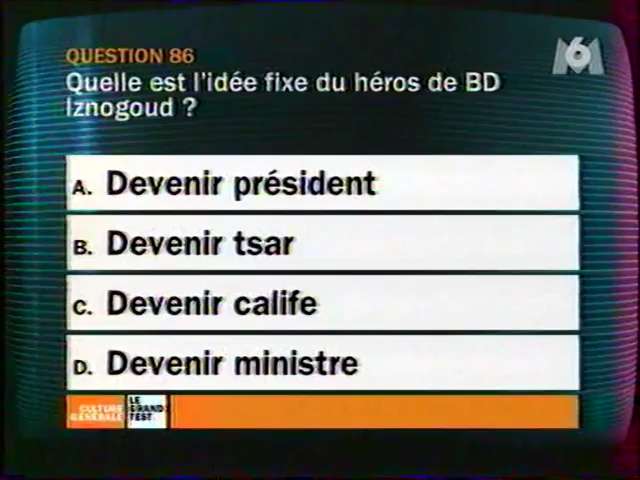 QUESTION 86
M6
Quelle est l'idée fixe du héros de BD
Iznogoud ?
A. Devenir président
B. Devenir tsar
C. Devenir calife
D. Devenir ministre
CULTURE
GÉNÉRALE
LE
GRAND
TEST